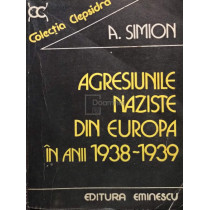 Colecția Clepsidra
A. SIMION
AGRESIUNILE
NAZISTE
DIN EUROPA
ÎN ANII 1938-1939
EDITURA EMINESCU